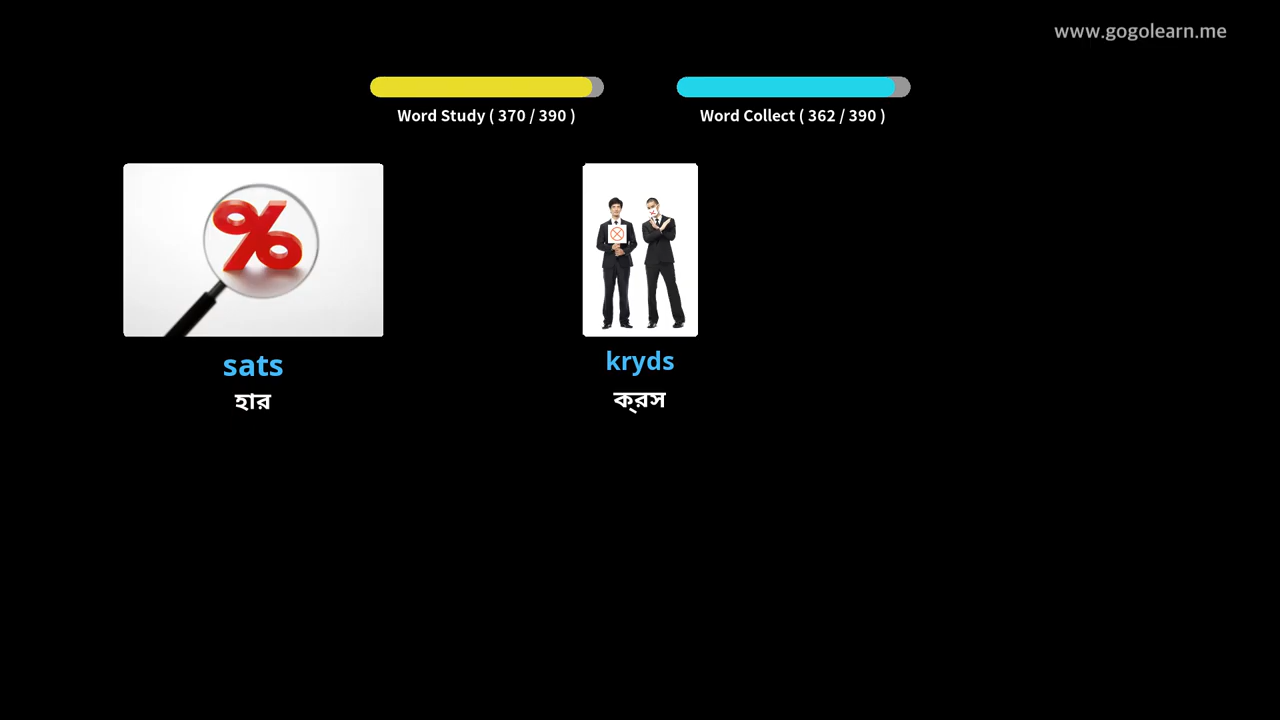 www.gogolearn.me
Word Study ( 370 / 390 )
Word Collect ( 362 / 390 )
sats
হার
kryds
ক্রস